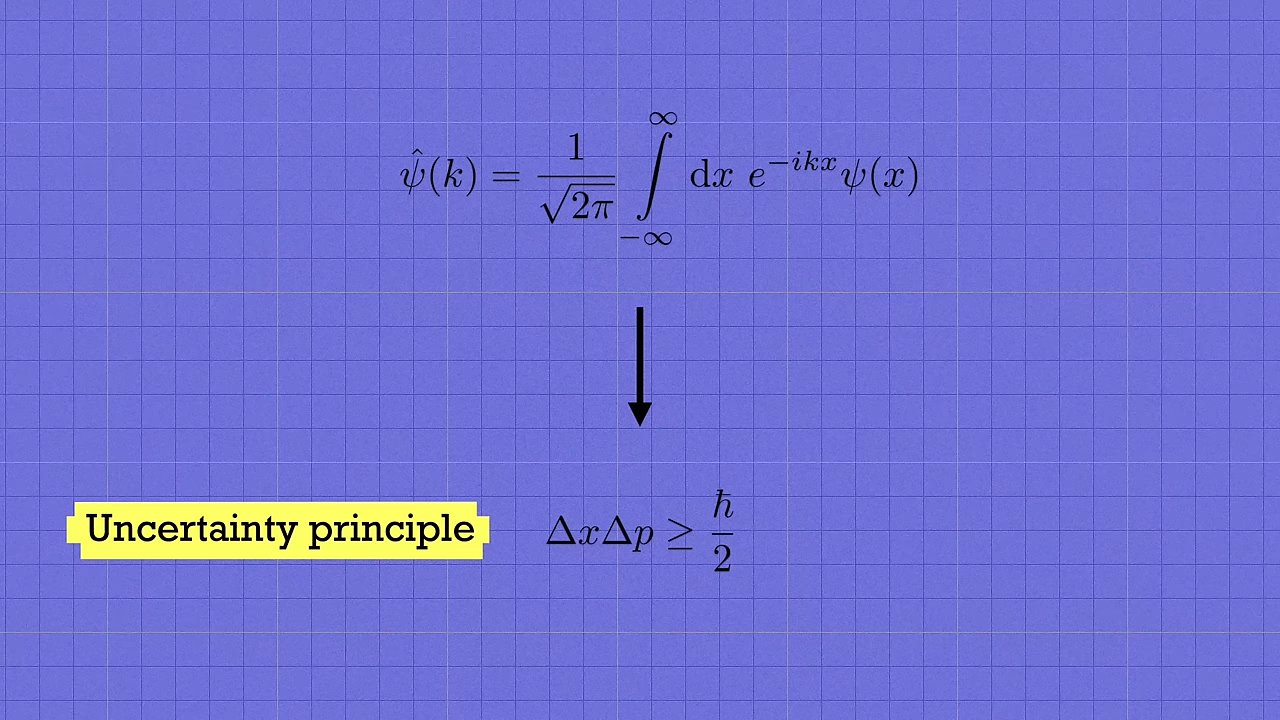 ψ̂(k) = 1/√2π ∫_{-∞}^{∞} dx e^{-ikx}ψ(x)
Uncertainty principle ΔxΔp ≥ ħ/2